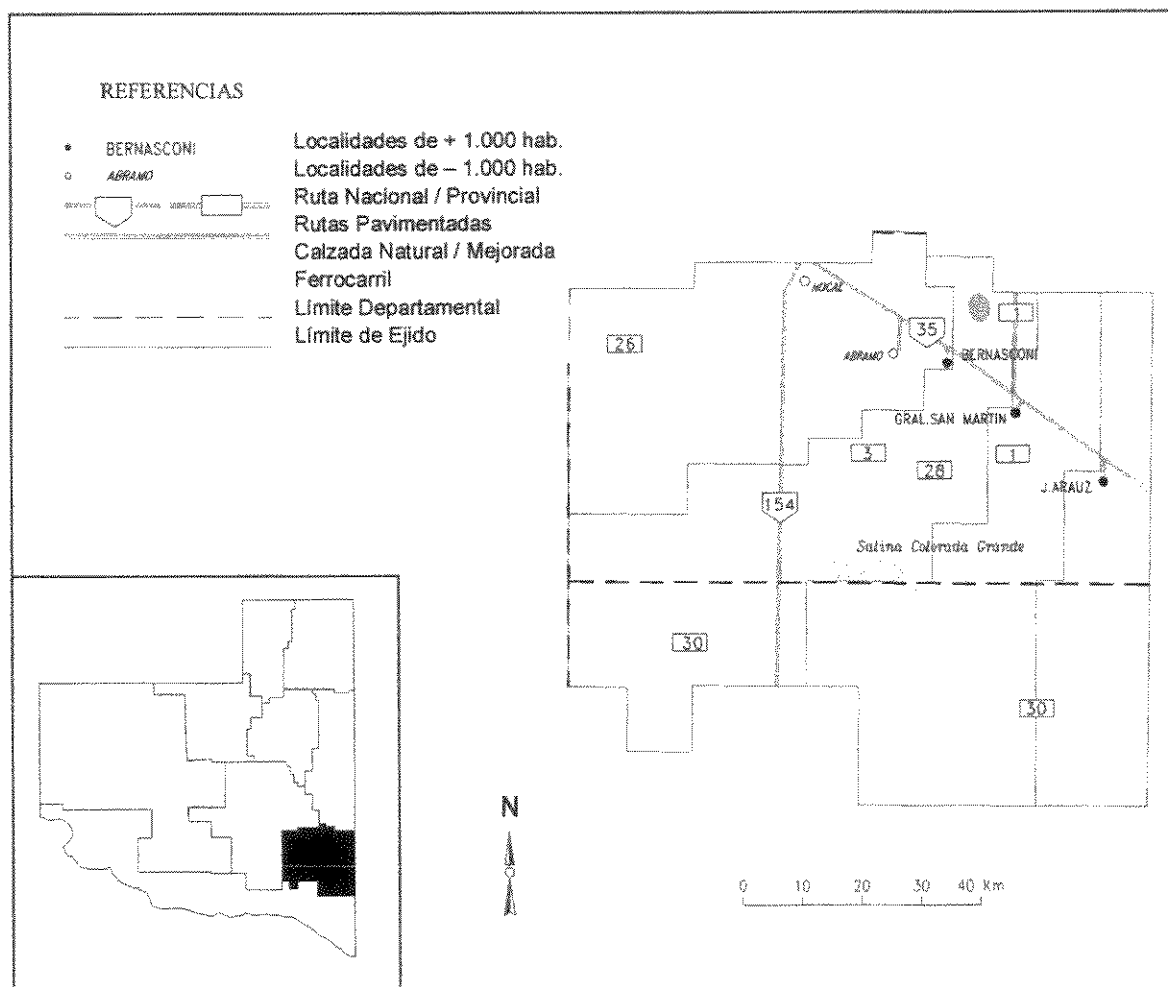 REFERENCIAS
BERNASCONI
Localidades de + 1.000 hab.
ABRAMO
Localidades de – 1.000 hab.
Ruta Nacional / Provincial
Rutas Pavimentadas
Calzada Natural / Mejorada
Ferrocarril
Límite Departamental
Límite de Ejido
26
35
1
ABRAMO
BERNASCONI
GRAL. SAN MARTIN
3
28
1
J.ARAUZ
154
Salina Colorada Grande
30
30
N
0 10 20 30 40 Km